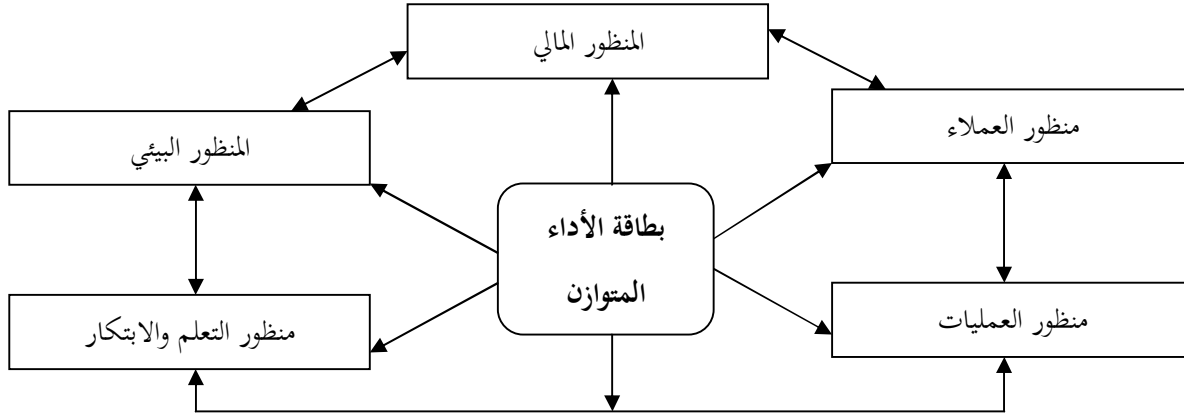 المنظور المالي
منظور العملاء
المنظور البيئي
بطاقة الأداء
المتوازن
منظور العمليات
منظور التعلم والابتكار